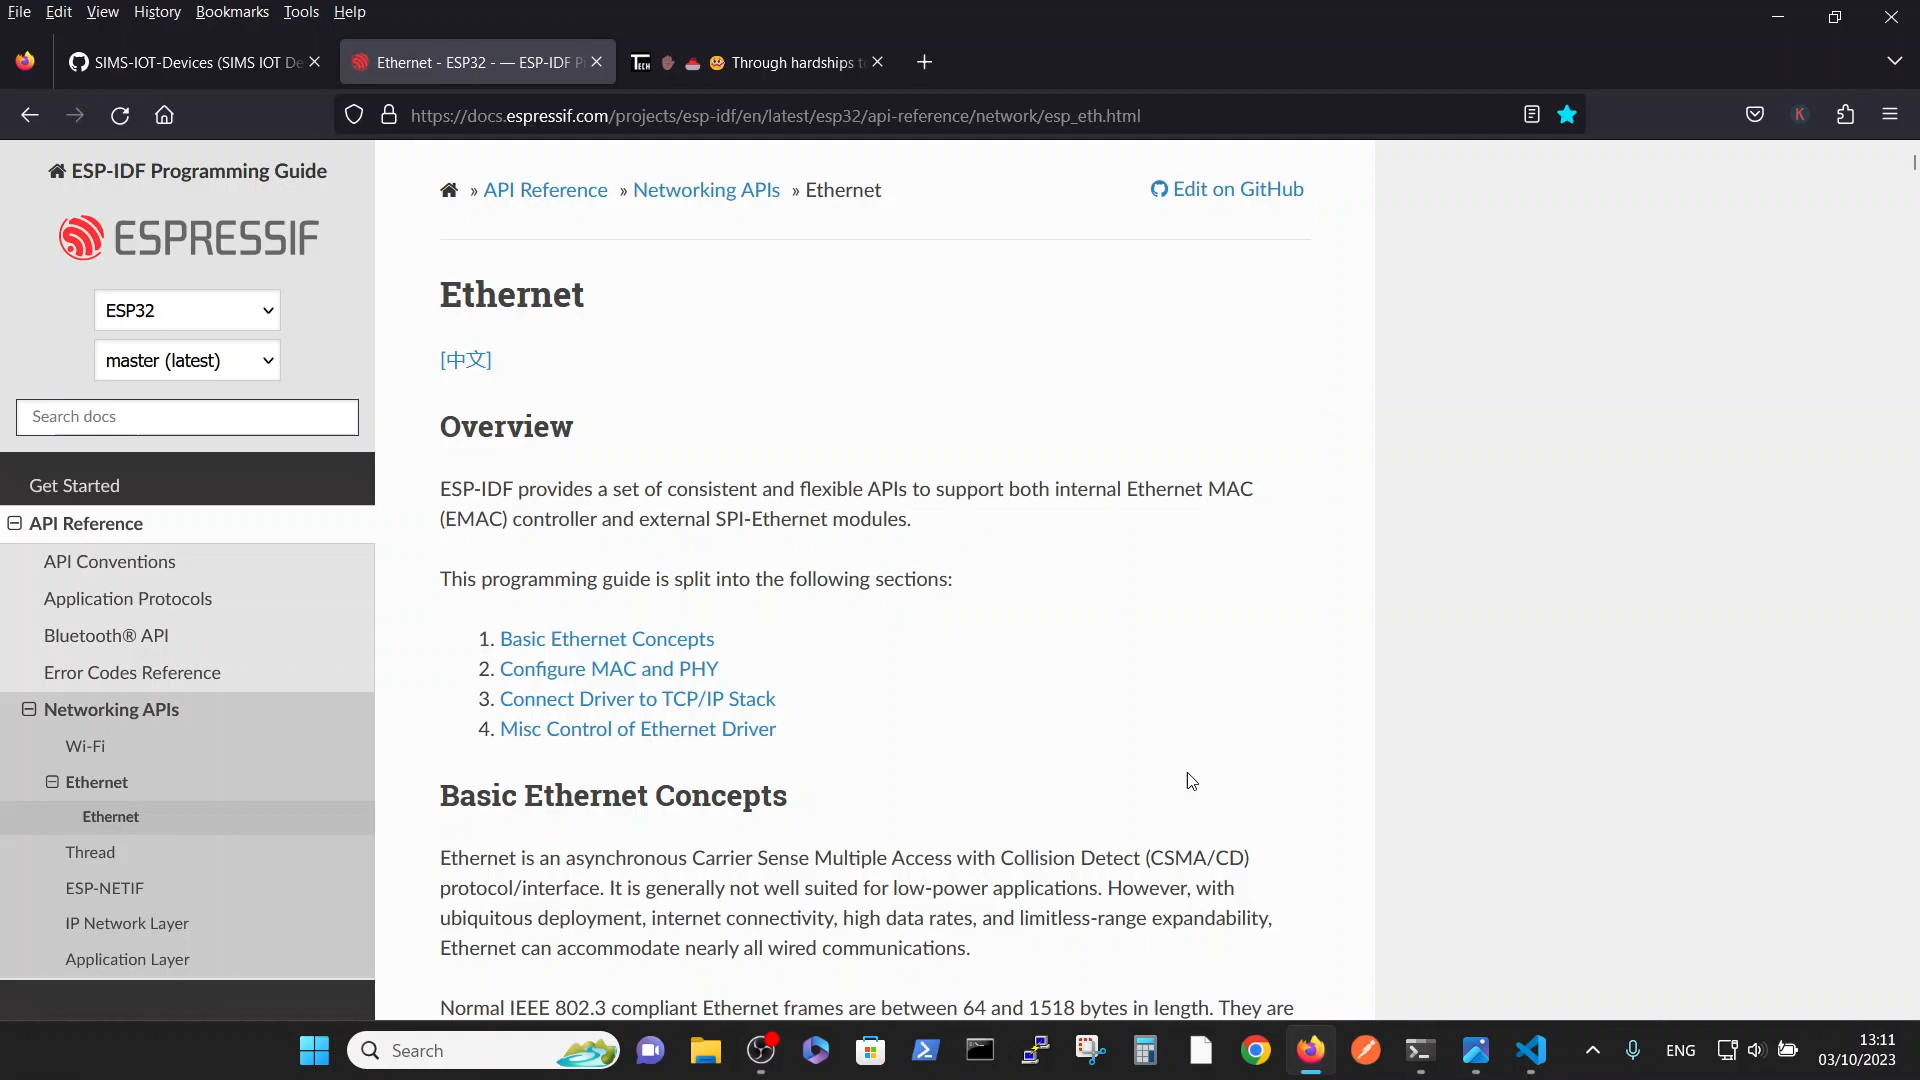 File Edit View History Bookmarks Tools Help
SIMS-IOT-Devices (SIMS IOT De
Ethernet - ESP32 - — ESP-IDF P
TECH
Through hardships t
https://docs.espressif.com/projects/esp-idf/en/latest/esp32/api-reference/network/esp_eth.html
K
ESP-IDF Programming Guide
ESPRESSIF
ESP32
master (latest)
Search docs
Get Started
API Reference
API Conventions
Application Protocols
Bluetooth® API
Error Codes Reference
Networking APIs
Wi-Fi
Ethernet
Ethernet
Thread
ESP-NETIF
IP Network Layer
Application Layer
» API Reference » Networking APIs » Ethernet
Edit on GitHub
Ethernet
[中文]
Overview
ESP-IDF provides a set of consistent and flexible APIs to support both internal Ethernet MAC
(EMAC) controller and external SPI-Ethernet modules.
This programming guide is split into the following sections:
1. Basic Ethernet Concepts
2. Configure MAC and PHY
3. Connect Driver to TCP/IP Stack
4. Misc Control of Ethernet Driver
Basic Ethernet Concepts
Ethernet is an asynchronous Carrier Sense Multiple Access with Collision Detect (CSMA/CD)
protocol/interface. It is generally not well suited for low-power applications. However, with
ubiquitous deployment, internet connectivity, high data rates, and limitless-range expandability,
Ethernet can accommodate nearly all wired communications.
Normal IEEE 802.3 compliant Ethernet frames are between 64 and 1518 bytes in length. They are
Search
ENG
13:11
03/10/2023